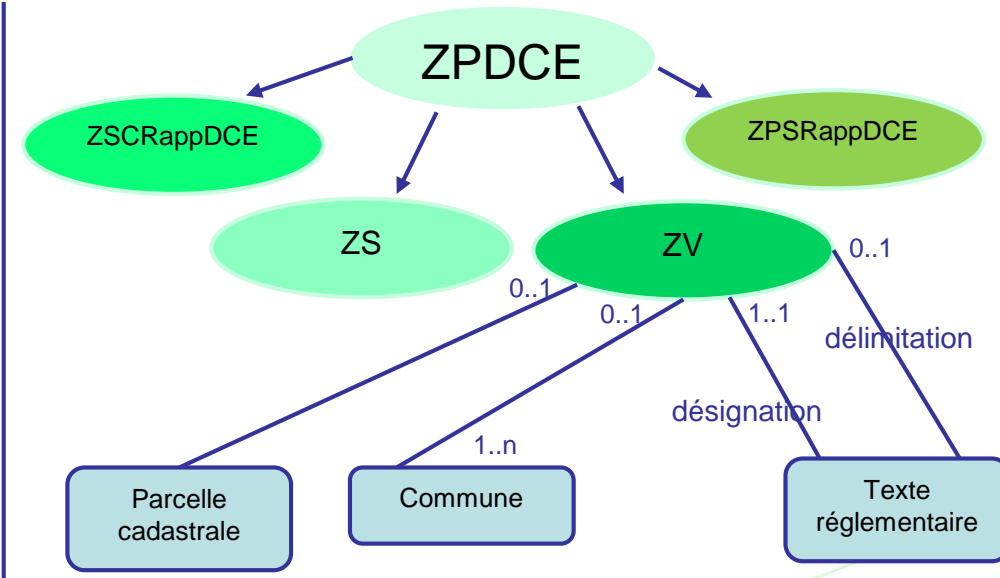 ZPDCE
ZSCRappDCE
ZPSRappDCE
ZS
ZV
0..1
0..1
0..1
1..1
délimitation
désignation
1..n
Parcelle
cadastrale
Commune
Texte
réglementaire